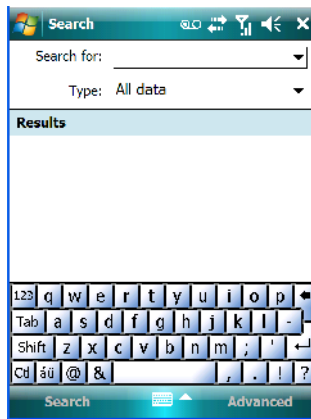 Search
Search for:
Type: All data
Results
123 q w e r t y u i o p
Tab a s d f g h j k l -
Shift z x c v b n m ; '
Ctl áü @ & , . ! ?
Search Advanced